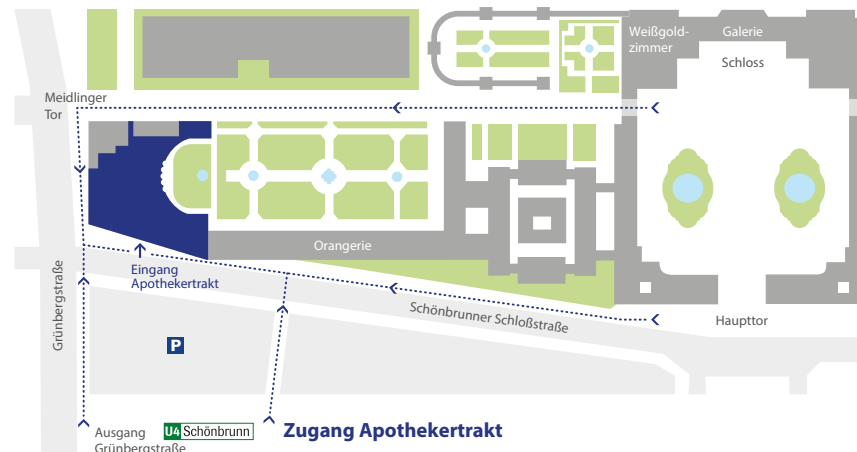 Weißgold-
zimmer
Galerie
Schloss
Meidlinger
Tor
Orangerie
Eingang
Apothekertrakt
Grünbergstraße
Schönbrunner Schloßstraße
Haupttor
P
Ausgang
Grünbergstraße
U4 Schönbrunn
Zugang Apothekertrakt